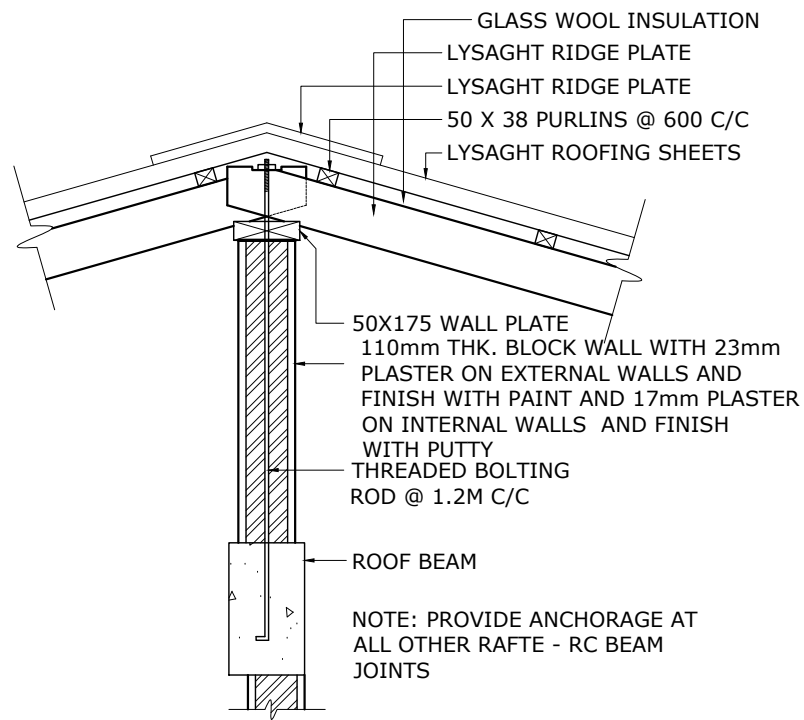 GLASS WOOL INSULATION
LYSAGHT RIDGE PLATE
LYSAGHT RIDGE PLATE
50 X 38 PURLINS @ 600 C/C
LYSAGHT ROOFING SHEETS
50X175 WALL PLATE
110mm THK. BLOCK WALL WITH 23mm
PLASTER ON EXTERNAL WALLS AND
FINISH WITH PAINT AND 17mm PLASTER
ON INTERNAL WALLS AND FINISH
WITH PUTTY
THREADED BOLTING
ROD @ 1.2M C/C
ROOF BEAM
NOTE: PROVIDE ANCHORAGE AT
ALL OTHER RAFTE - RC BEAM
JOINTS